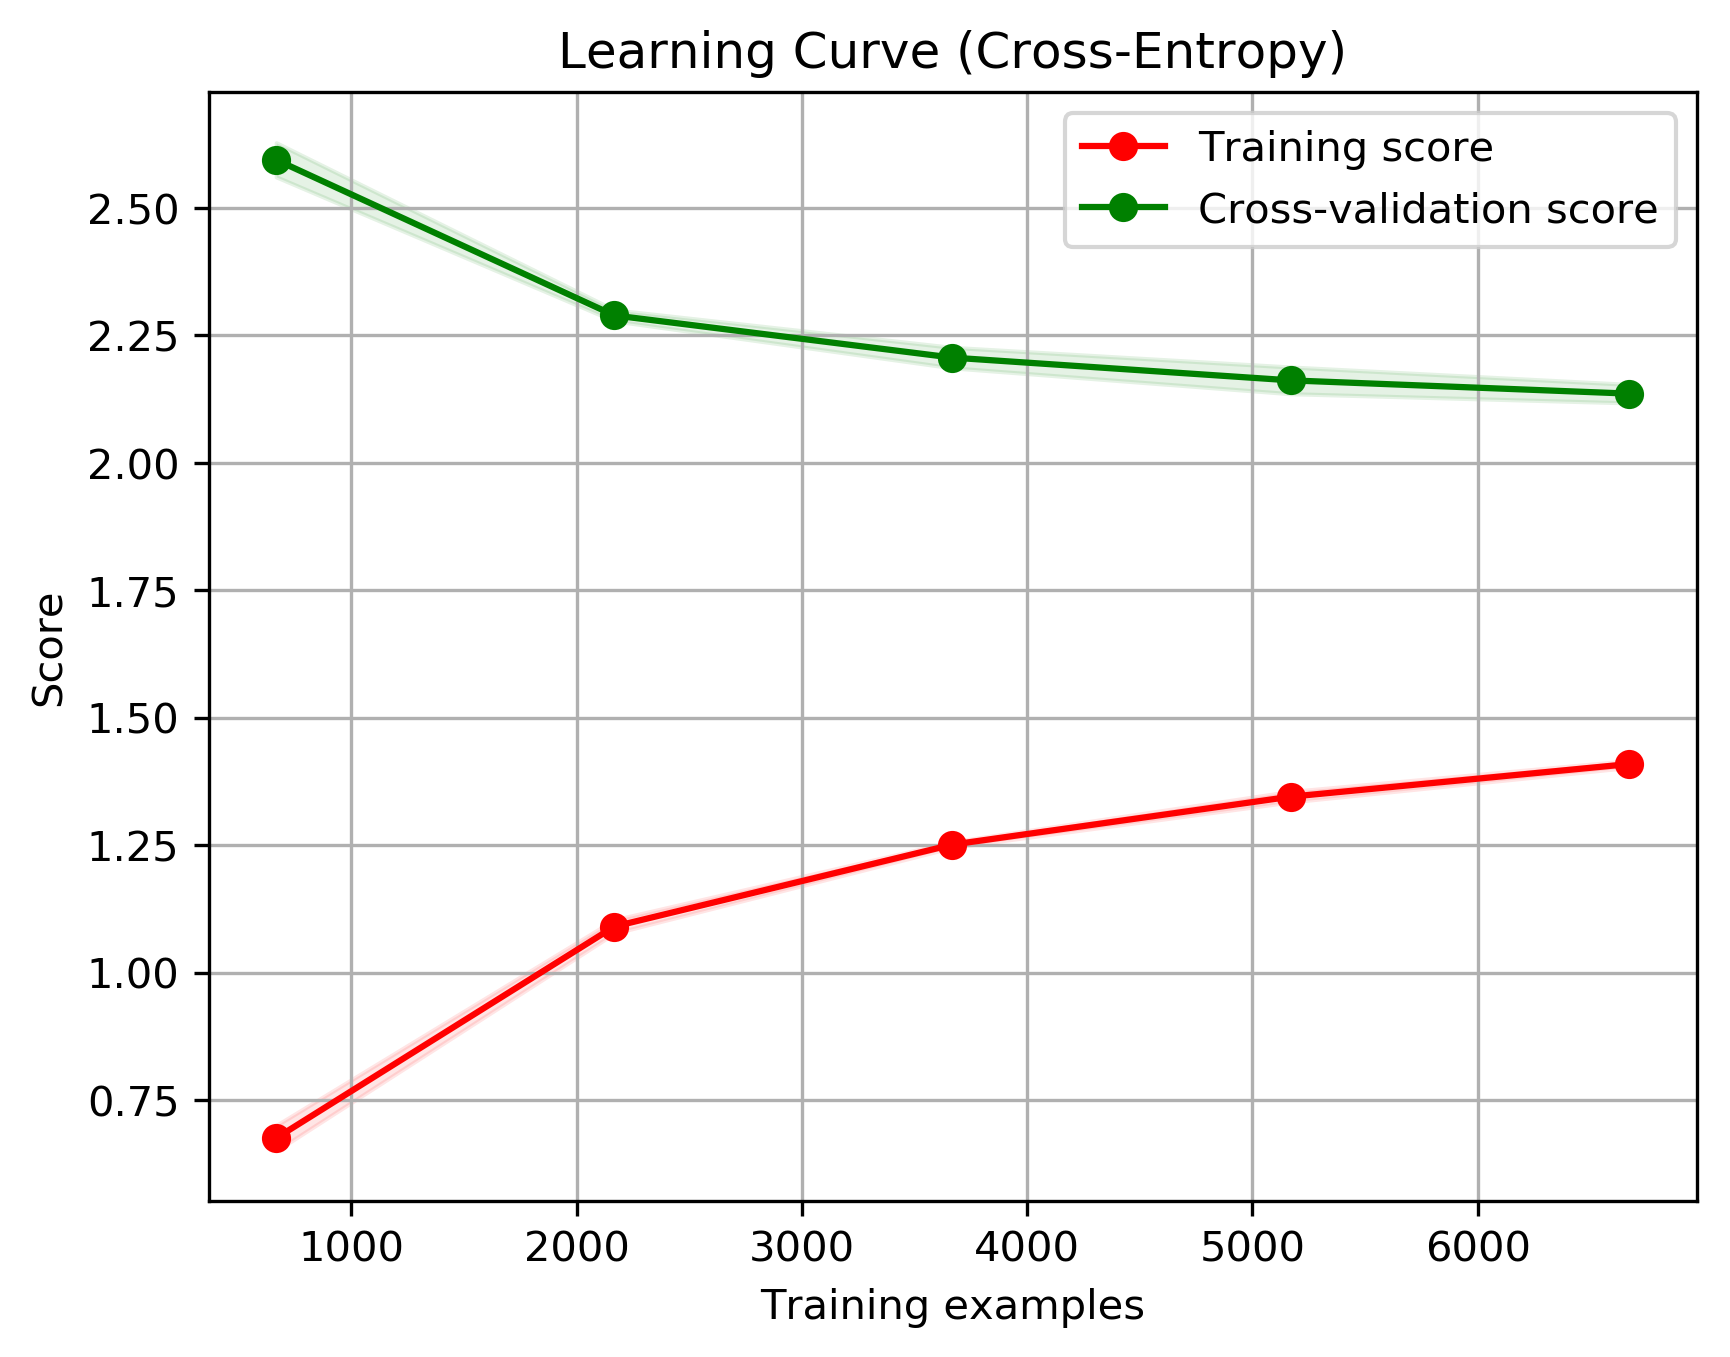 Learning Curve (Cross-Entropy)
Training score
Cross-validation score
2.50
2.25
2.00
1.75
1.50
1.25
1.00
0.75
Score
1000 2000 3000 4000 5000 6000
Training examples